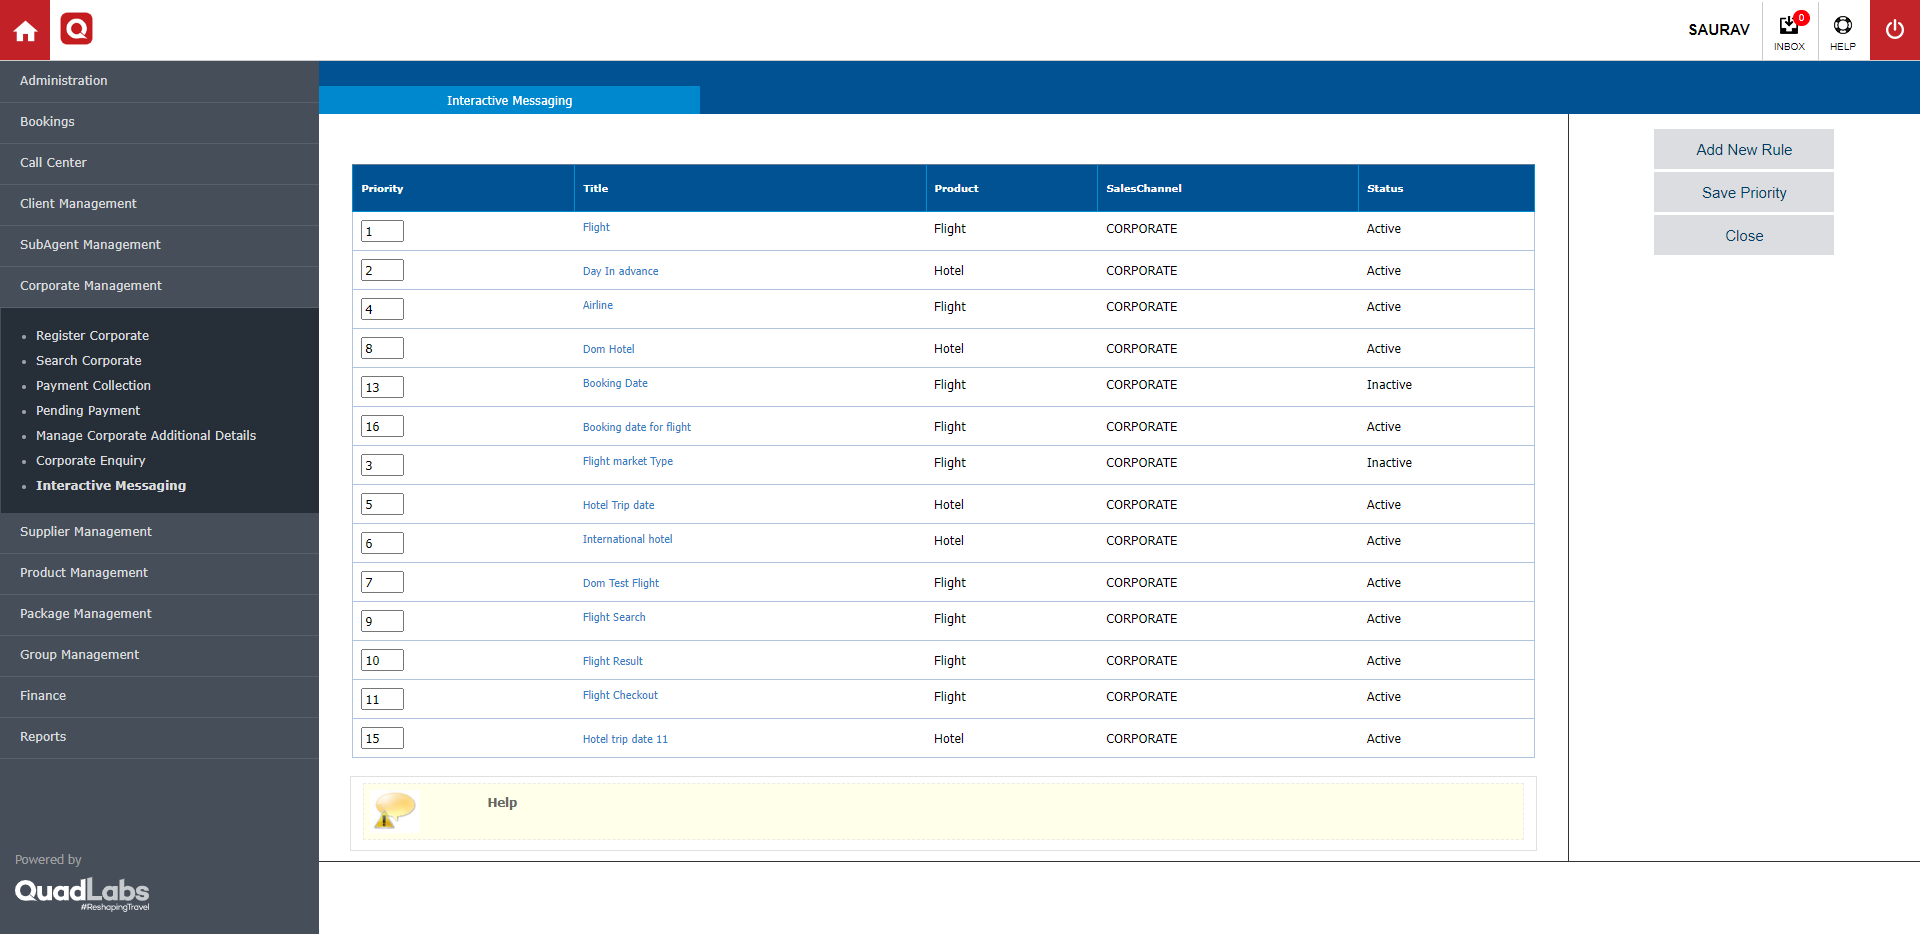 SAURAV
0
INBOX
HELP
Administration
Bookings
Call Center
Client Management
SubAgent Management
Corporate Management
Register Corporate
Search Corporate
Payment Collection
Pending Payment
Manage Corporate Additional Details
Corporate Enquiry
Interactive Messaging
Supplier Management
Product Management
Package Management
Group Management
Finance
Reports
Powered by
QuadLabs
#ReshapingTravel
Interactive Messaging
Priority Title Product SalesChannel Status
1 Flight Flight CORPORATE Active
2 Day In advance Hotel CORPORATE Active
4 Airline Flight CORPORATE Active
8 Dom Hotel Hotel CORPORATE Active
13 Booking Date Flight CORPORATE Inactive
16 Booking date for flight Flight CORPORATE Active
3 Flight market Type Flight CORPORATE Inactive
5 Hotel Trip date Hotel CORPORATE Active
6 International hotel Hotel CORPORATE Active
7 Dom Test Flight Flight CORPORATE Active
9 Flight Search Flight CORPORATE Active
10 Flight Result Flight CORPORATE Active
11 Flight Checkout Flight CORPORATE Active
15 Hotel trip date 11 Hotel CORPORATE Active
Help
Add New Rule
Save Priority
Close